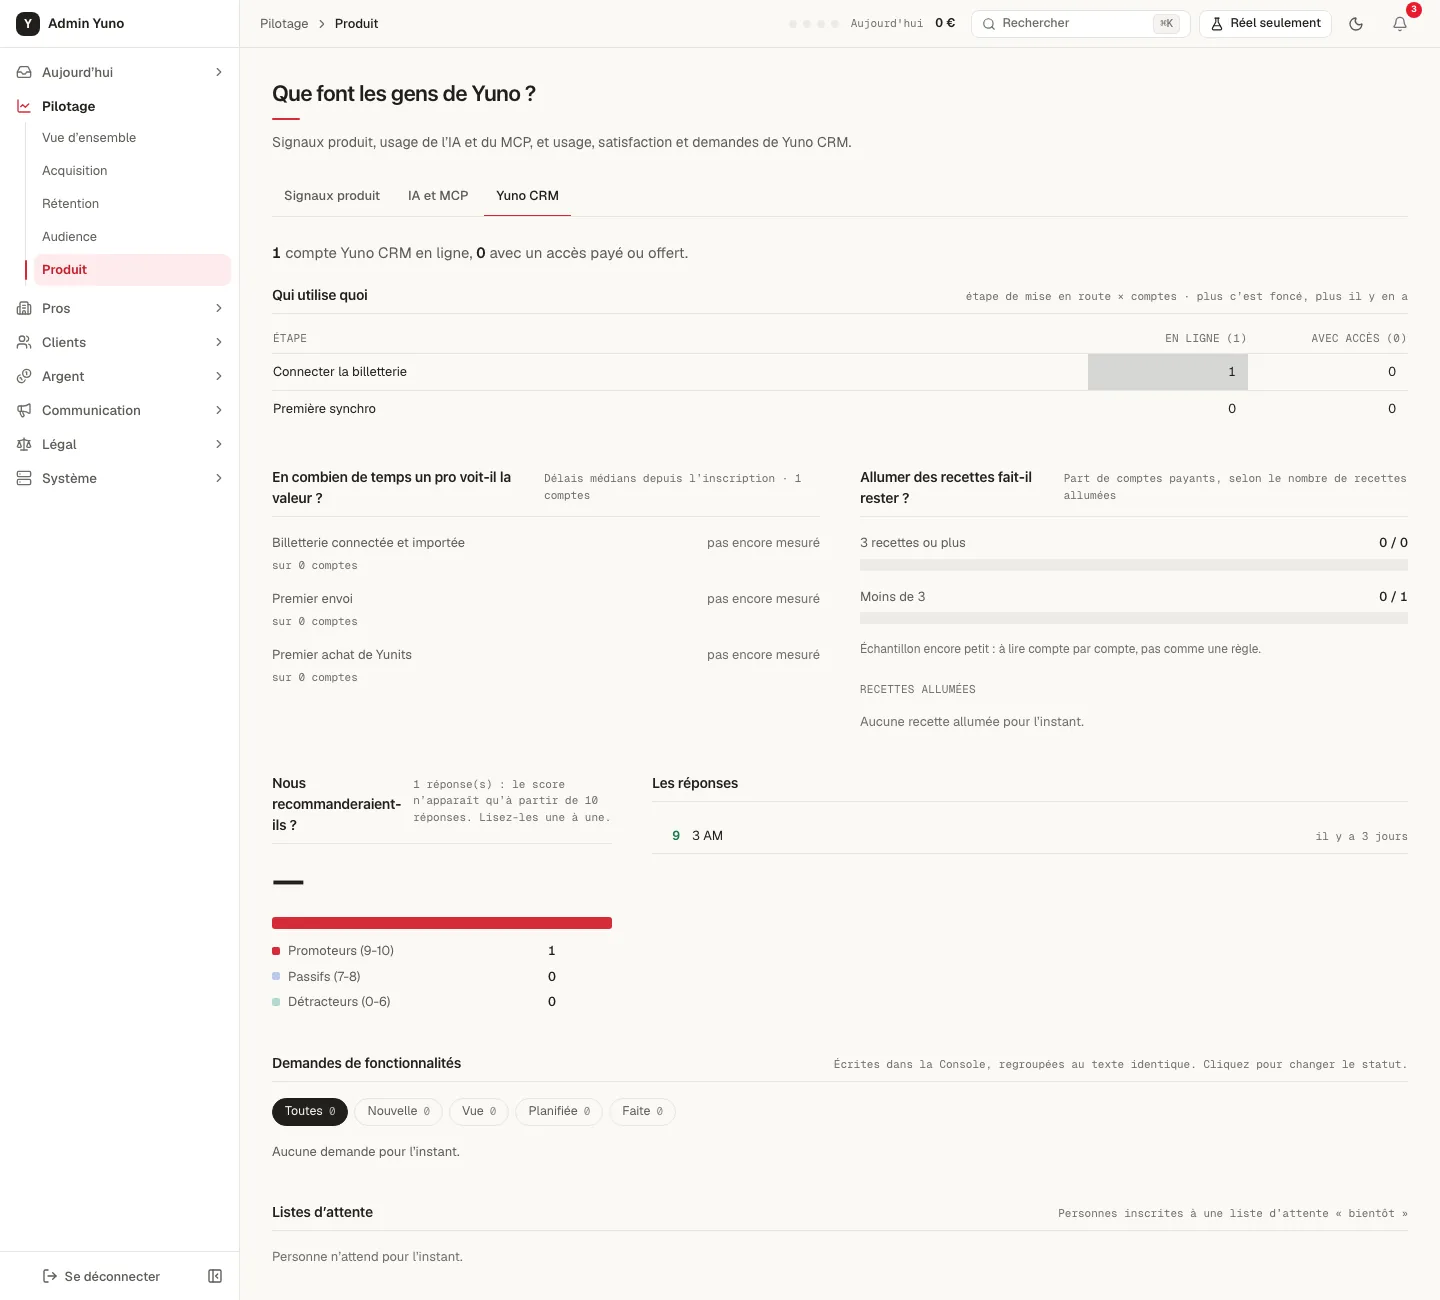 Y Admin Yuno
Pilotage > Produit
Aujourd'hui 0 €
Rechercher ⌘K
Réel seulement
3
Aujourd'hui
Pilotage
Vue d'ensemble
Acquisition
Rétention
Audience
Produit
Pros
Clients
Argent
Communication
Légal
Système
Se déconnecter
Que font les gens de Yuno ?
Signaux produit, usage de l'IA et du MCP, et usage, satisfaction et demandes de Yuno CRM.
Signaux produit IA et MCP Yuno CRM
1 compte Yuno CRM en ligne, 0 avec un accès payé ou offert.
Qui utilise quoi étape de mise en route × comptes · plus c'est foncé, plus il y en a
ÉTAPE EN LIGNE (1) AVEC ACCÈS (0)
Connecter la billetterie 1 0
Première synchro 0 0
En combien de temps un pro voit-il la
valeur ?
Délais médians depuis l'inscription · 1
comptes
Billetterie connectée et importée pas encore mesuré
sur 0 comptes
Premier envoi pas encore mesuré
sur 0 comptes
Premier achat de Yunits pas encore mesuré
sur 0 comptes
Allumer des recettes fait-il
rester ?
Part de comptes payants, selon le nombre de recettes
allumées
3 recettes ou plus 0 / 0
Moins de 3 0 / 1
Échantillon encore petit : à lire compte par compte, pas comme une règle.
RECETTES ALLUMÉES
Aucune recette allumée pour l'instant.
Nous
recommanderaient-
ils ?
1 réponse(s) : le score
n'apparaît qu'à partir de 10
réponses. Lisez-les une à une.
—
Promoteurs (9-10) 1
Passifs (7-8) 0
Détracteurs (0-6) 0
Les réponses
9 3 AM il y a 3 jours
Demandes de fonctionnalités Écrites dans la Console, regroupées au texte identique. Cliquez pour changer le statut.
Toutes 0 Nouvelle 0 Vue 0 Planifiée 0 Faite 0
Aucune demande pour l'instant.
Listes d'attente Personnes inscrites à une liste d'attente « bientôt »
Personne n'attend pour l'instant.